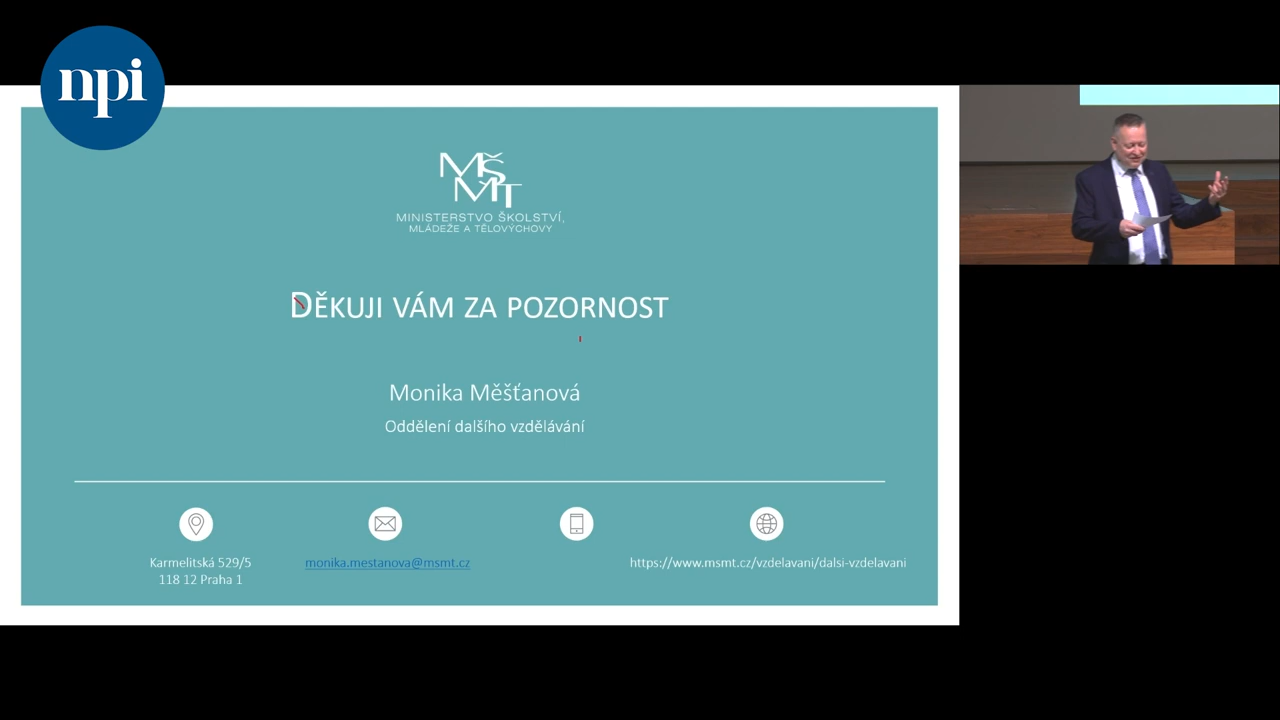 npi
MŠMT
MINISTERSTVO ŠKOLSTVÍ,
MLÁDEŽE A TĚLOVÝCHOVY
DĚKUJI VÁM ZA POZORNOST
Monika Měšťanová
Oddělení dalšího vzdělávání
Karmelitská 529/5
118 12 Praha 1
monika.mestanova@msmt.cz
https://www.msmt.cz/vzdelavani/dalsi-vzdelavani